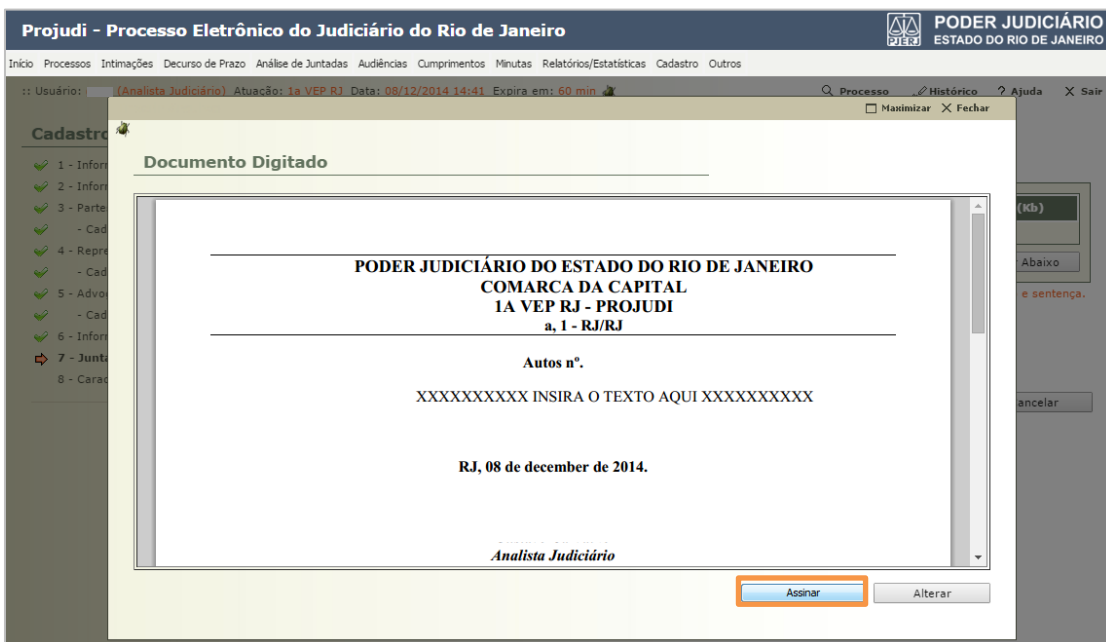 Projudi - Processo Eletrônico do Judiciário do Rio de Janeiro
PJERJ
PODER JUDICIÁRIO
ESTADO DO RIO DE JANEIRO
Início Processos Intimações Decurso de Prazo Análise de Juntadas Audiências Cumprimentos Minutas Relatórios/Estatísticas Cadastro Outros
:: Usuário: (Analista Judiciário) Atuação: 1a VEP RJ Data: 08/12/2014 14:41 Expira em: 60 min
Processo Histórico ? Ajuda X Sair
Maximizar X Fechar
Cadastro
Documento Digitado
1 - Inform
2 - Inform
3 - Parte
- Cad
4 - Repre
- Cad
5 - Advo
- Cad
6 - Inform
7 - Junta
8 - Carac
(Kb)
Abaixo
e sentença.
ancelar
PODER JUDICIÁRIO DO ESTADO DO RIO DE JANEIRO
COMARCA DA CAPITAL
1A VEP RJ - PROJUDI
a, 1 - RJ/RJ
Autos nº.
XXXXXXXXXX INSIRA O TEXTO AQUI XXXXXXXXXX
RJ, 08 de december de 2014.
Analista Judiciário
Assinar Alterar